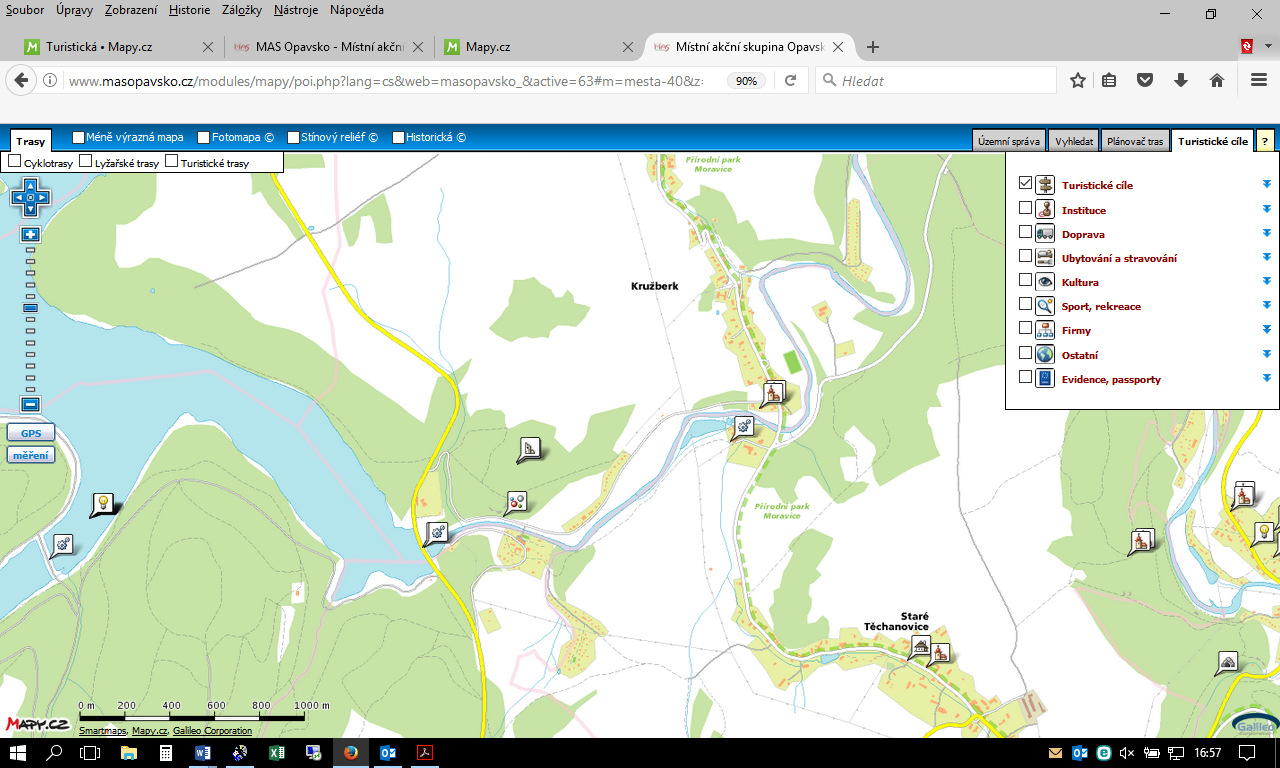 Soubor Úpravy Zobrazení Historie Záložky Nástroje Nápověda
Turistická • Mapy.cz
MAS Opavsko - Místní akční
Mapy.cz
Místní akční skupina Opavsk
www.masopavsko.cz/modules/mapy/poi.php?lang=cs&web=masopavsko_&active=63#m=mesta-40&z:
90%
Hledat
Trasy
Méně výrazná mapa
Fotomapa ©
Stínový reliéf ©
Historická ©
Územní správa
Vyhledat
Plánovač tras
Turistické cíle
?
Cyklotrasy
Lyžařské trasy
Turistické trasy
Turistické cíle
Instituce
Doprava
Ubytování a stravování
Kultura
Sport, rekreace
Firmy
Ostatní
Evidence, passporty
Přírodní park
Moravice
Kružberk
GPS
měření
Přírodní park
Moravice
Staré
Těchanovice
0 m 200 400 600 800 1000 m
Mapy.cz
Smartmaps, Mapy.cz, Galileo Corporation
Galileo
Corporation
16:57